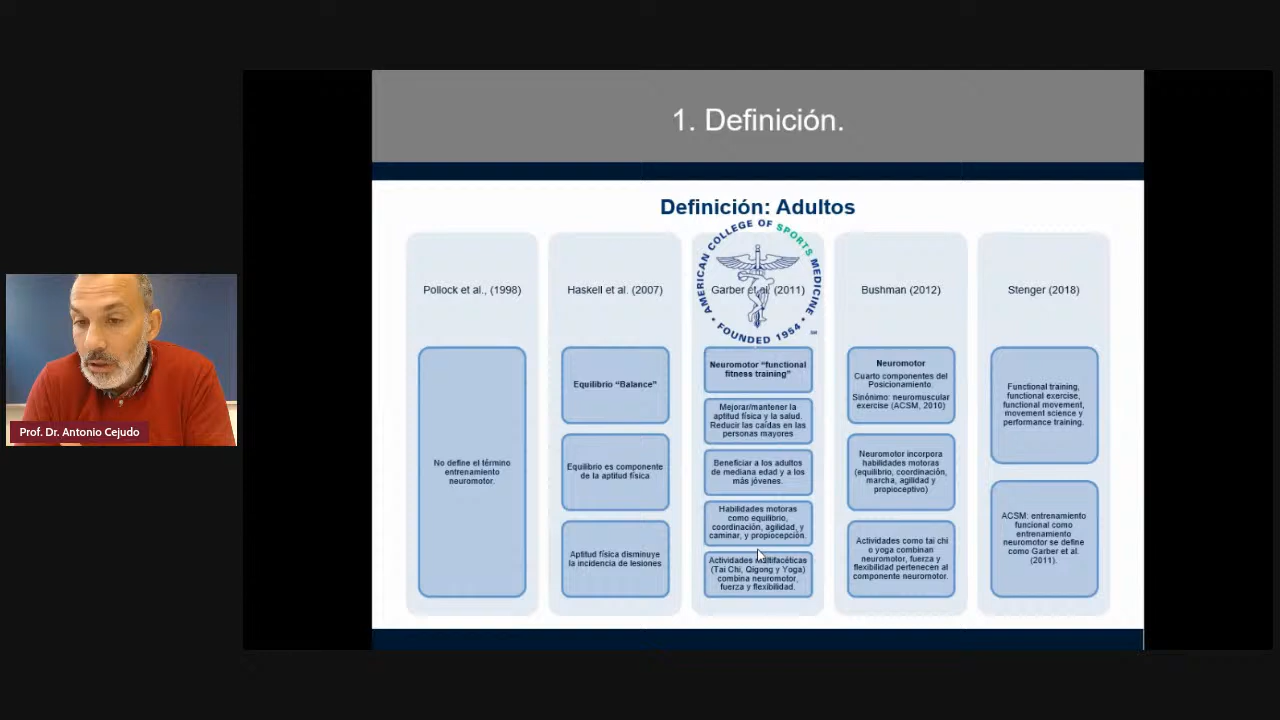 1. Definición.
Definición: Adultos
Pollock et al., (1998)
No define el término
entrenamiento
neuromotor.
Haskell et al. (2007)
Equilibrio “Balance”
Equilibrio es componente
de la aptitud física
Aptitud física disminuye
la incidencia de lesiones
AMERICAN COLLEGE OF SPORTS MEDICINE
• FOUNDED 1954 •
SM
Garber et al. (2011)
Neuromotor “functional
fitness training”
Mejorar/mantener la
aptitud física y la salud.
Reducir las caídas en las
personas mayores
Beneficiar a los adultos
de mediana edad y a los
más jóvenes.
Habilidades motoras
como equilibrio,
coordinación, agilidad, y
caminar, y propiocepción.
Actividades multifacéticas
(Tai Chi, Qigong y Yoga)
combina neuromotor,
fuerza y flexibilidad.
Bushman (2012)
Neuromotor
Cuarto componentes del
Posicionamiento.
Sinónimo: neuromuscular
exercise (ACSM, 2010)
Neuromotor incorpora
habilidades motoras
(equilibrio, coordinación,
marcha, agilidad y
propioceptivo)
Actividades como tai chi
o yoga combinan
neuromotor, fuerza y
flexibilidad pertenecen al
componente neuromotor.
Stenger (2018)
Functional training,
functional exercise,
functional movement,
movement science y
performance training.
ACSM: entrenamiento
funcional como
entrenamiento
neuromotor se define
como Garber et al.
(2011).
Prof. Dr. Antonio Cejudo